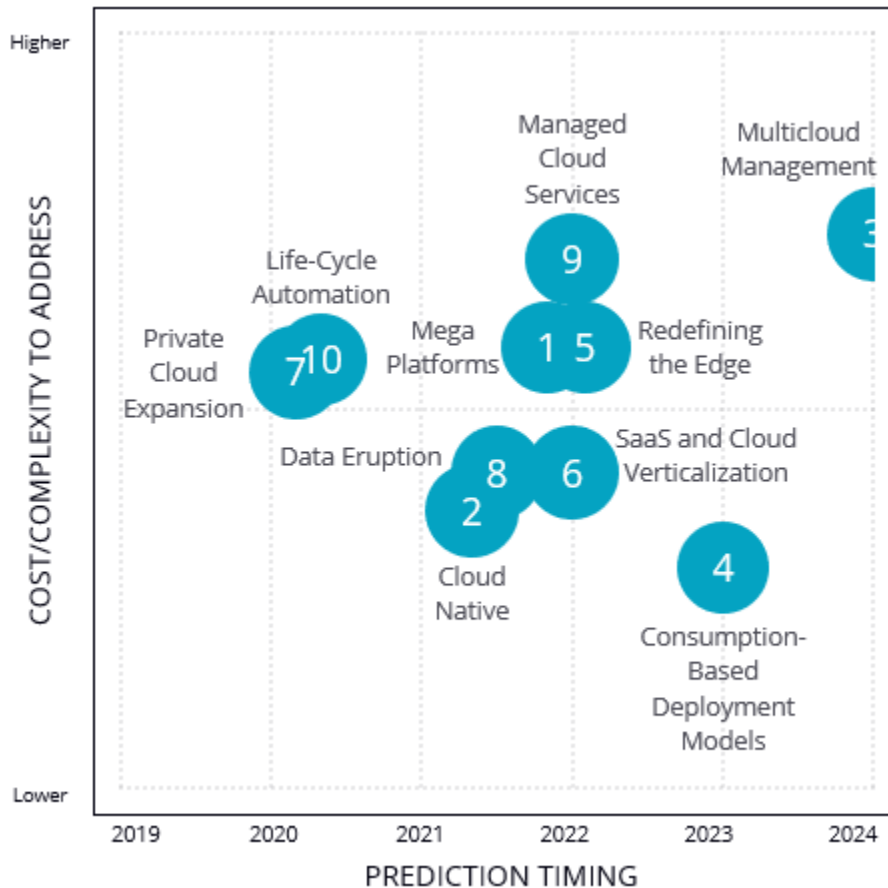 Higher
Managed
Cloud
Services
Multicloud
Management
3
9
Life-Cycle
Automation
Private
Cloud
Expansion
7
10
Mega
Platforms
1
5
Redefining
the Edge
Data Eruption
8
6
SaaS and Cloud
Verticalization
2
Cloud
Native
4
Consumption-
Based
Deployment
Models
COST/COMPLEXITY TO ADDRESS
Lower
2019
2020
2021
2022
2023
2024
PREDICTION TIMING